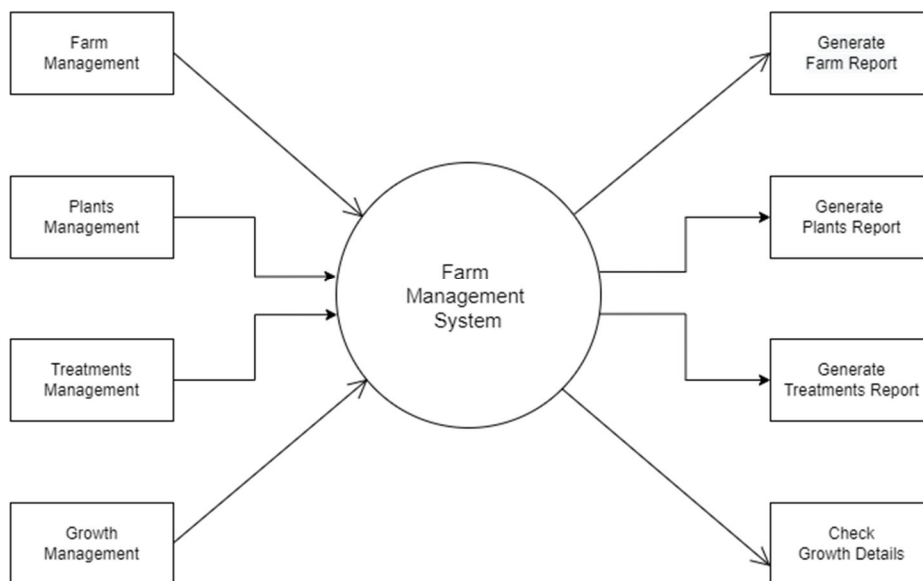 Farm
Management
Generate
Farm Report
Plants
Management
Generate
Plants Report
Farm
Management
System
Treatments
Management
Generate
Treatments Report
Growth
Management
Check
Growth Details